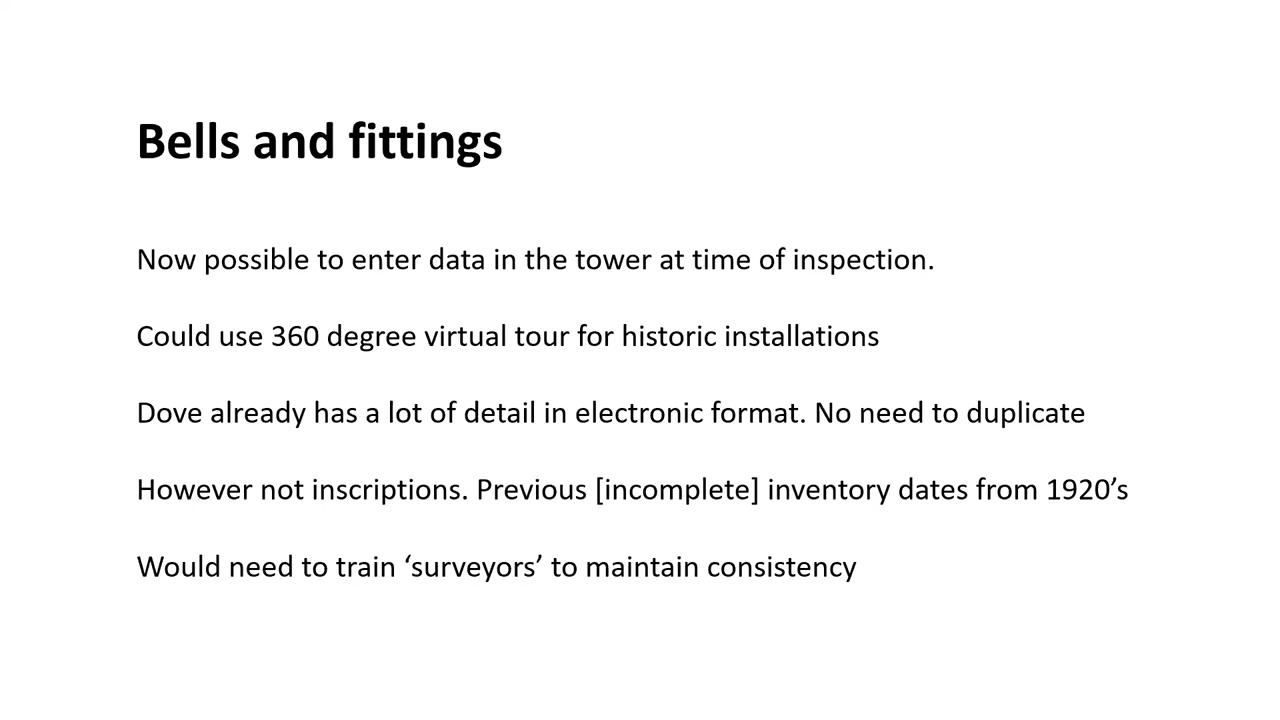 Bells and fittings
Now possible to enter data in the tower at time of inspection.
Could use 360 degree virtual tour for historic installations
Dove already has a lot of detail in electronic format. No need to duplicate
However not inscriptions. Previous [incomplete] inventory dates from 1920’s
Would need to train ‘surveyors’ to maintain consistency